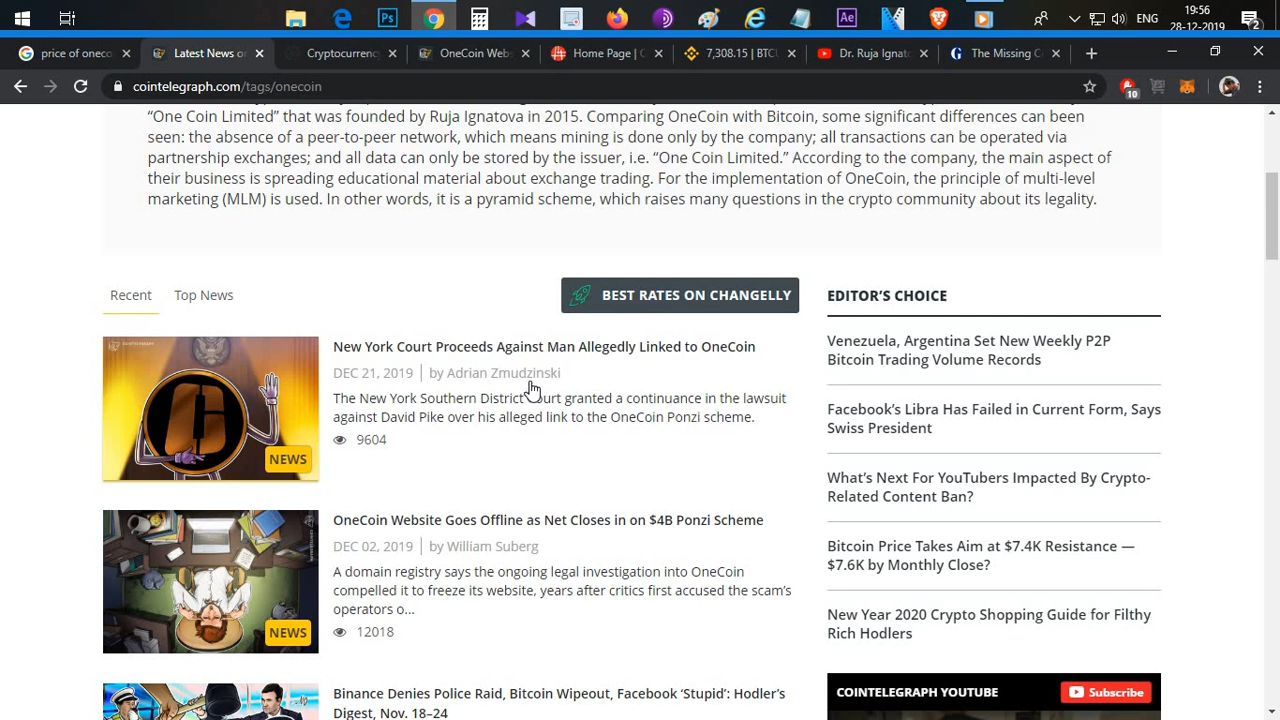 Ps
Ae
ENG
19:56
28-12-2019
2
price of oneco
Latest News or
Cryptocurrenc
OneCoin Webs
Home Page | C
7,308.15 | BTCU
Dr. Ruja Ignato
The Missing C
cointelegraph.com/tags/onecoin
10
"One Coin Limited" that was founded by Ruja Ignatova in 2015. Comparing OneCoin with Bitcoin, some significant differences can been
seen: the absence of a peer-to-peer network, which means mining is done only by the company; all transactions can be operated via
partnership exchanges; and all data can only be stored by the issuer, i.e. "One Coin Limited." According to the company, the main aspect of
their business is spreading educational material about exchange trading. For the implementation of OneCoin, the principle of multi-level
marketing (MLM) is used. In other words, it is a pyramid scheme, which raises many questions in the crypto community about its legality.
Recent
Top News
BEST RATES ON CHANGELLY
New York Court Proceeds Against Man Allegedly Linked to OneCoin
DEC 21, 2019 | by Adrian Zmudzinski
The New York Southern District Court granted a continuance in the lawsuit
against David Pike over his alleged link to the OneCoin Ponzi scheme.
9604
NEWS
OneCoin Website Goes Offline as Net Closes in on $4B Ponzi Scheme
DEC 02, 2019 | by William Suberg
A domain registry says the ongoing legal investigation into OneCoin
compelled it to freeze its website, years after critics first accused the scam's
operators o...
12018
NEWS
Binance Denies Police Raid, Bitcoin Wipeout, Facebook 'Stupid': Hodler's
Digest, Nov. 18–24
EDITOR'S CHOICE
Venezuela, Argentina Set New Weekly P2P
Bitcoin Trading Volume Records
Facebook's Libra Has Failed in Current Form, Says
Swiss President
What's Next For YouTubers Impacted By Crypto-
Related Content Ban?
Bitcoin Price Takes Aim at $7.4K Resistance —
$7.6K by Monthly Close?
New Year 2020 Crypto Shopping Guide for Filthy
Rich Hodlers
COINTELEGRAPH YOUTUBE
Subscribe